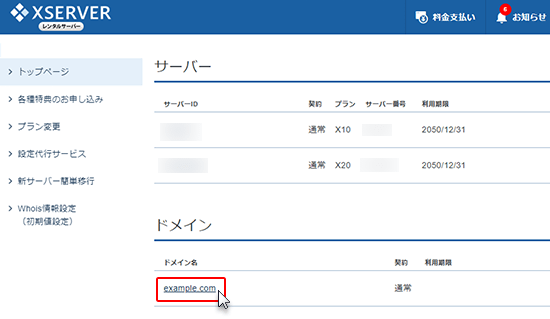 XSERVER
レンタルサーバー
料金支払い
6
お知らせ
トップページ
各種特典のお申し込み
プラン変更
設定代行サービス
新サーバー簡単移行
Whois情報設定
(初期値設定)
サーバー
サーバーID 契約 プラン サーバー番号 利用期限
通常 X10 2050/12/31
通常 X20 2050/12/31
ドメイン
ドメイン名 契約 利用期限
example.com 通常